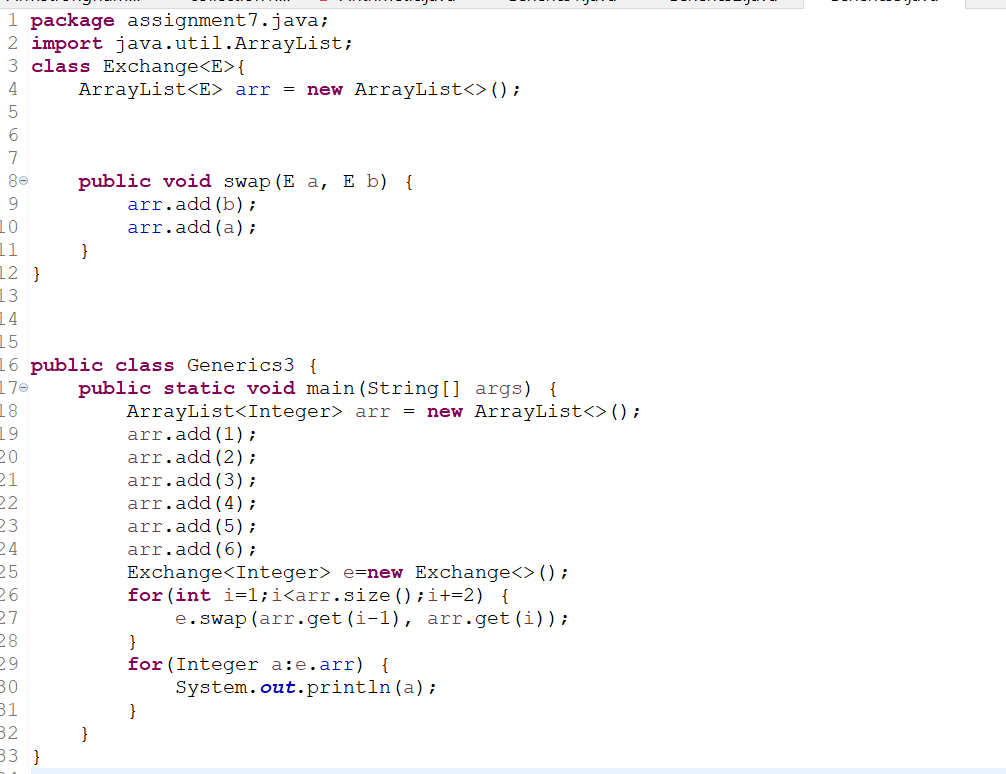 1 package assignment7.java;
2 import java.util.ArrayList;
3 class Exchange<E>{
4     ArrayList<E> arr = new ArrayList<>();
5
6
7
8     public void swap(E a, E b) {
9         arr.add(b);
10         arr.add(a);
11     }
12 }
13
14
15
16 public class Generics3 {
17     public static void main(String[] args) {
18         ArrayList<Integer> arr = new ArrayList<>();
19         arr.add(1);
20         arr.add(2);
21         arr.add(3);
22         arr.add(4);
23         arr.add(5);
24         arr.add(6);
25         Exchange<Integer> e=new Exchange<>();
26         for(int i=1;i<arr.size();i+=2) {
27             e.swap(arr.get(i-1), arr.get(i));
28         }
29         for(Integer a:e.arr) {
30             System.out.println(a);
31         }
32     }
33 }